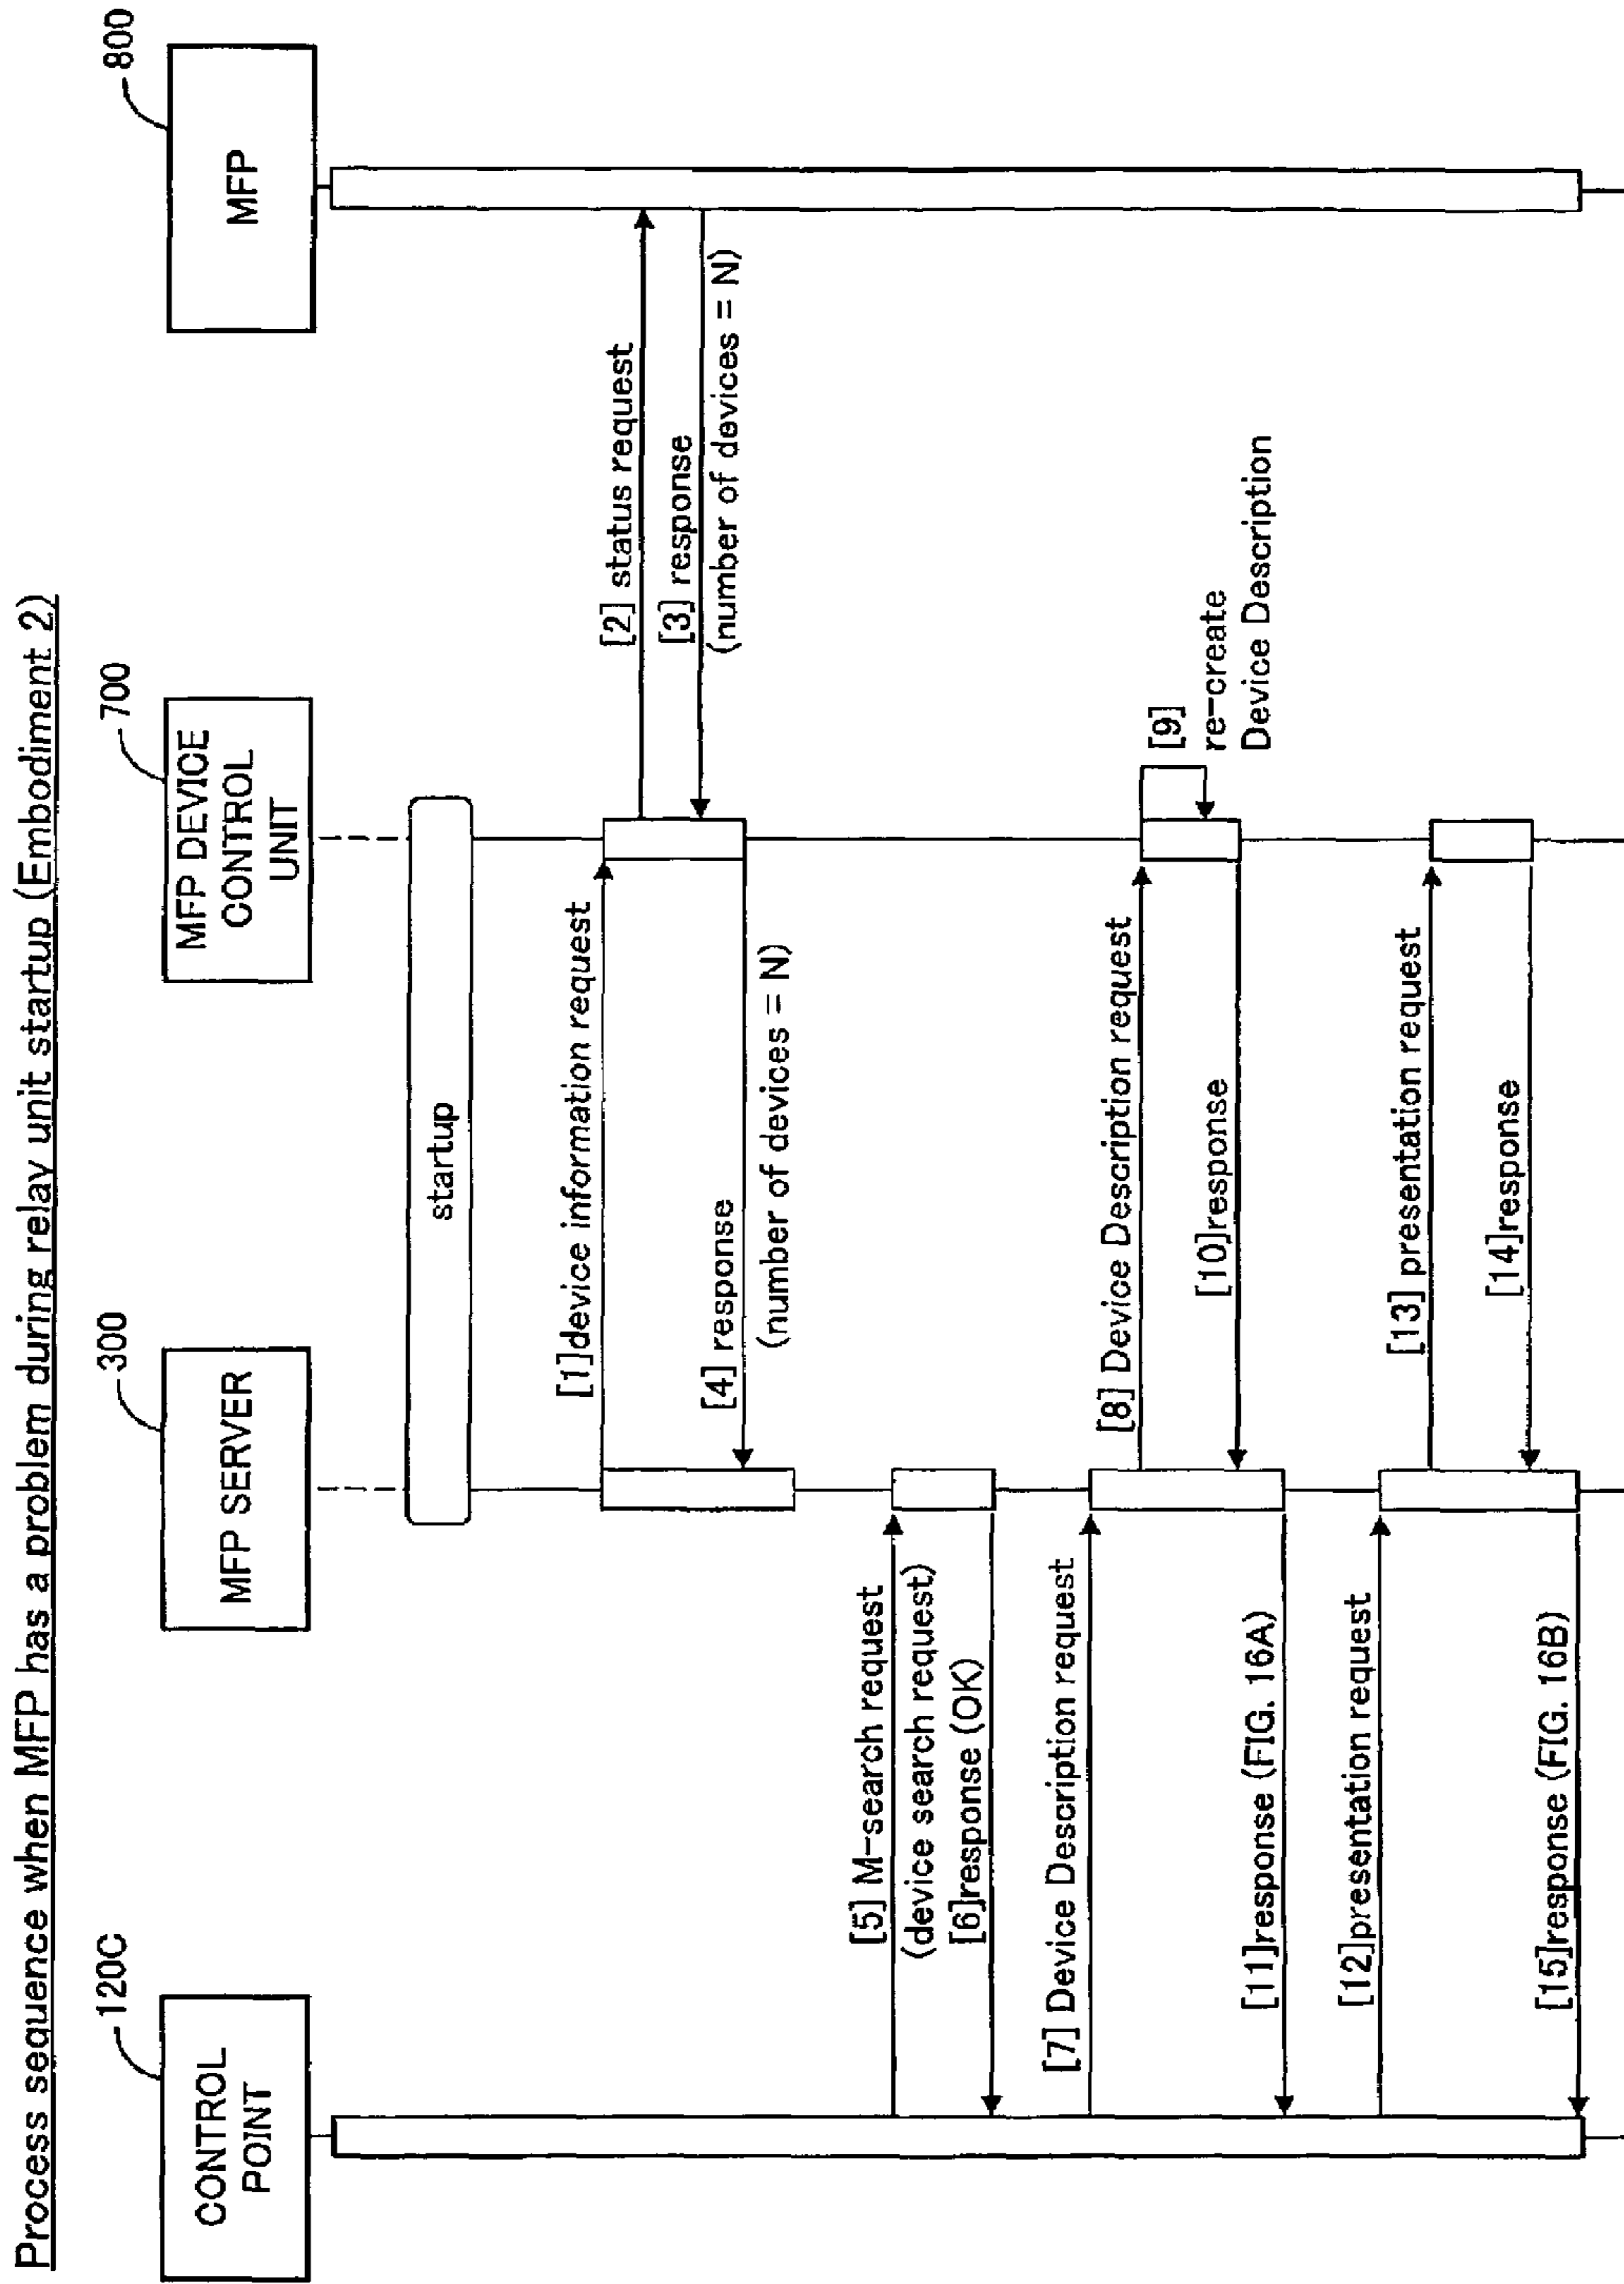 Process sequence when MFP has a problem during relay unit startup (Embodiment 2)
120C
300
700
800
CONTROL
POINT
MFP SERVER
MFP DEVICE
CONTROL
UNIT
MFP
startup
[1]device information request
[2] status request
[3] response
(number of devices = N)
[4] response
(number of devices = N)
[5] M-search request
(device search request)
[6]response (OK)
[7] Device Description request
[8] Device Description request
[9]
re-create
Device Description
[10]response
[11]response (FIG. 16A)
[12]presentation request
[13] presentation request
[14]response
[15]response (FIG. 16B)